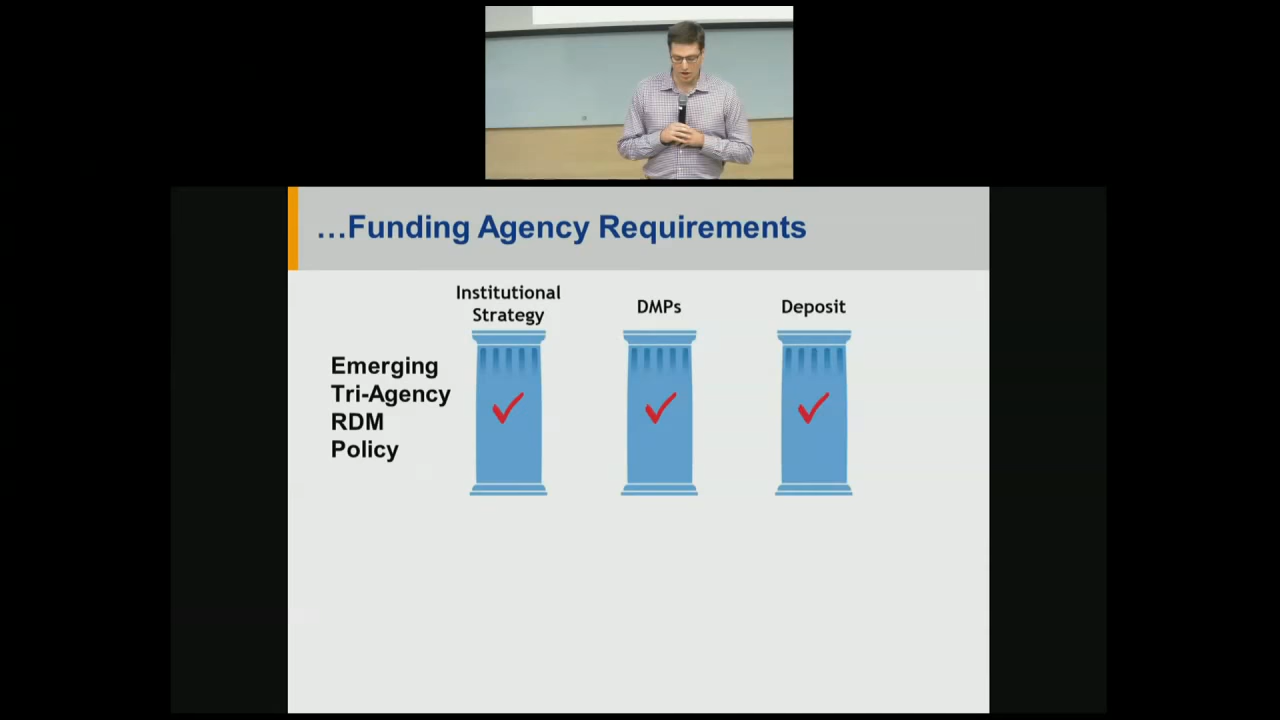 …Funding Agency Requirements
Institutional
Strategy
DMPs
Deposit
Emerging
Tri-Agency
RDM
Policy